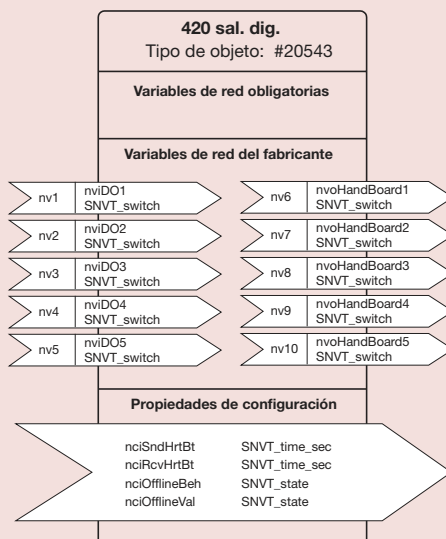 420 sal. dig.
Tipo de objeto: #20543
Variables de red obligatorias
Variables de red del fabricante
nv1 nviDO1
SNVT_switch
nv2 nviDO2
SNVT_switch
nv3 nviDO3
SNVT_switch
nv4 nviDO4
SNVT_switch
nv5 nviDO5
SNVT_switch
nv6 nvoHandBoard1
SNVT_switch
nv7 nvoHandBoard2
SNVT_switch
nv8 nvoHandBoard3
SNVT_switch
nv9 nvoHandBoard4
SNVT_switch
nv10 nvoHandBoard5
SNVT_switch
Propiedades de configuración
nciSndHrtBt SNVT_time_sec
nciRcvHrtBt SNVT_time_sec
nciOfflineBeh SNVT_state
nciOfflineVal SNVT_state